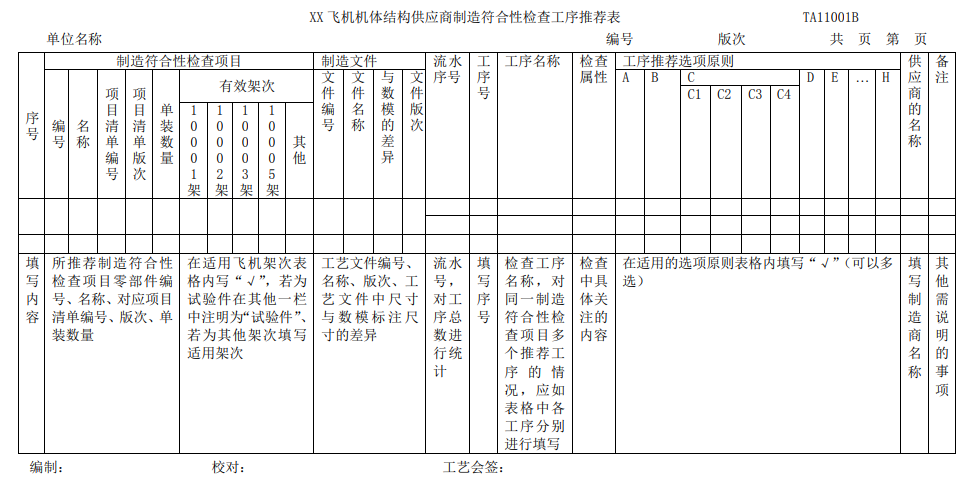 XX飞机机体结构供应商制造符合性检查工序推荐表 TA11001B
单位名称 编号 版次 共 页 第 页
序号
制造符合性检查项目
编号
名称
项目清单编号
项目清单版次
单装数量
有效架次
10001架
10002架
10003架
10005架
其他
制造文件
文件编号
文件名称
与数模的差异
文件版次
流水序号
工序号
工序名称
检查属性
工序推荐选项原则
A B C D E … H
C1 C2 C3 C4
供应商的名称
备注
填写内容
所推荐制造符合性
检查项目零部件编
号、名称、对应项目
清单编号、版次、单
装数量
在适用飞机架次表
格内写“√”,若为
试验件在其他一栏
中注明为“试验件”、
若为其他架次填写
适用架次
工艺文件编号、
名称、版次、工
艺文件中尺寸
与数模标注尺
寸的差异
流水
号,
对工
序总
数进
行统
计
填写序号
检查工序
名称,对
同一制造
符合性检
查项目多
个推荐工
序的情
况,应如
表格中各
工序分别
进行填写
检查
中具
体关
注的
内容
在适用的选项原则表格内填写“√”(可以多
选)
填写制造商名称
其他需说明的事项
编制: 校对: 工艺会签: